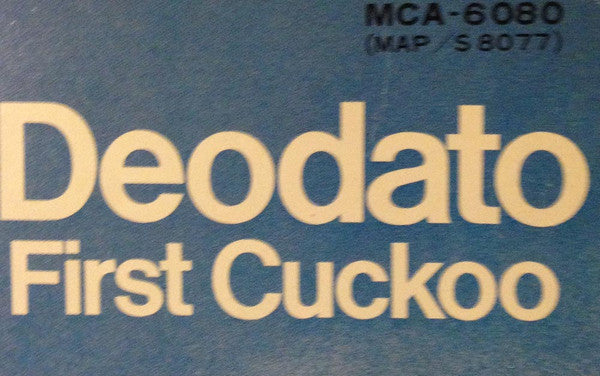 MCA-6080
(MAP/S 8077)
Deodato
First Cuckoo